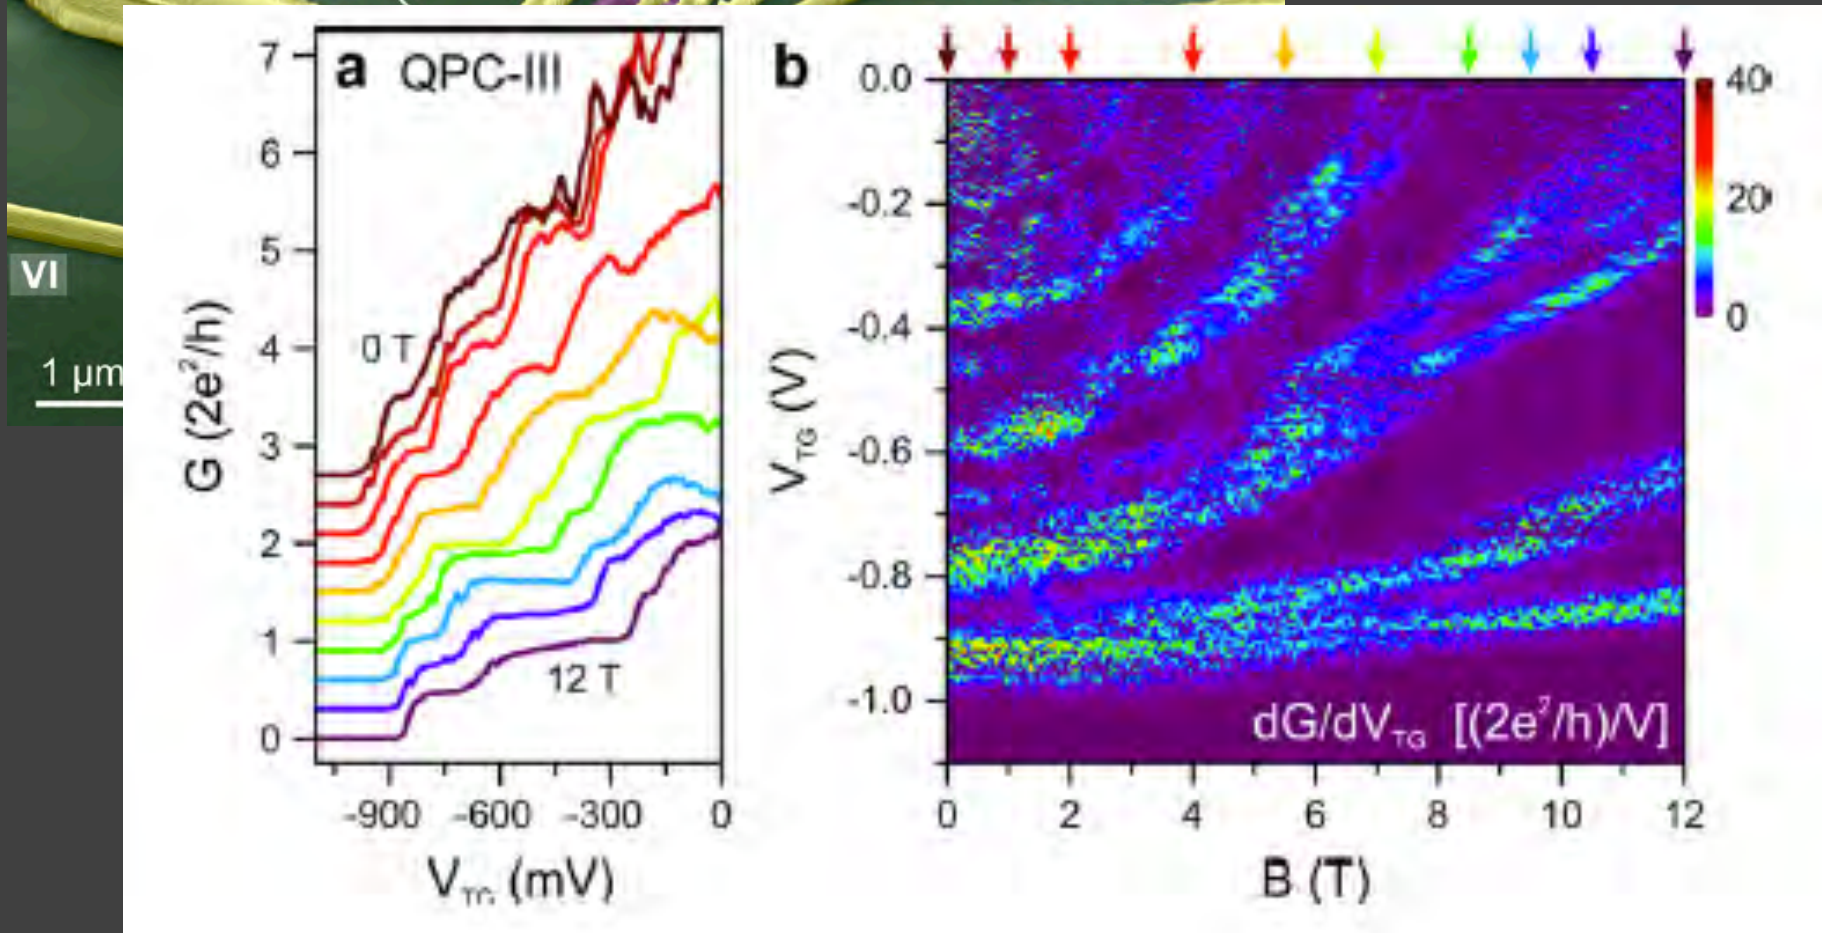 VI
1 μm
a QPC-III
7
6
5
4
3
2
1
0
G (2e²/h)
0 T
12 T
-900 -600 -300 0
V_TG (mV)
b
0.0
-0.2
-0.4
-0.6
-0.8
-1.0
V_TG (V)
40
20
0
dG/dV_TG [(2e²/h)/V]
0 2 4 6 8 10 12
B (T)